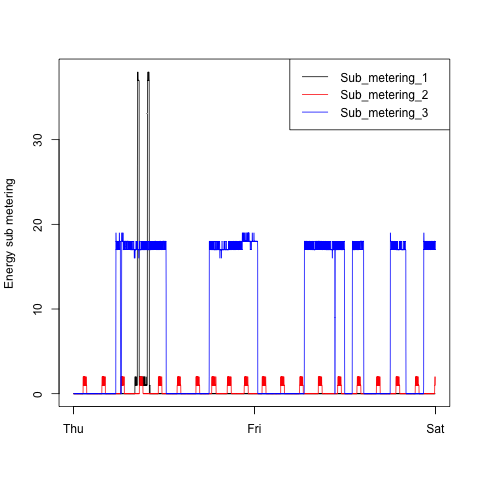 Sub_metering_1
Sub_metering_2
Sub_metering_3
Energy sub metering
30
20
10
0
Thu Fri Sat